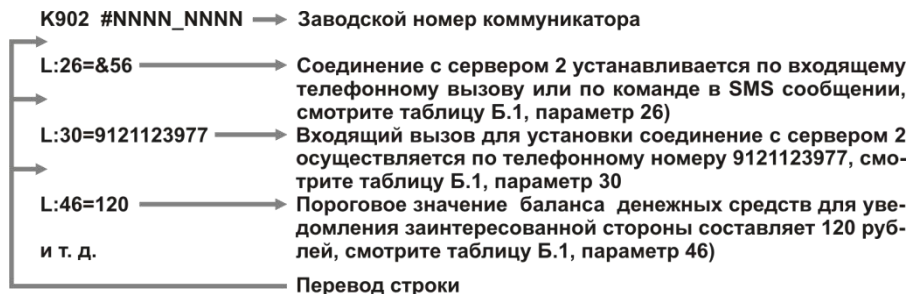 K902 #NNNN_NNNN Заводской номер коммуникатора
L:26=&56 Соединение с сервером 2 устанавливается по входящему
телефонному вызову или по команде в SMS сообщении,
смотрите таблицу Б.1, параметр 26)
L:30=9121123977 Входящий вызов для установки соединение с сервером 2
осуществляется по телефонному номеру 9121123977, смо-
трите таблицу Б.1, параметр 30
L:46=120 Пороговое значение баланса денежных средств для уве-
домления заинтересованной стороны составляет 120 руб-
и т. д. лей, смотрите таблицу Б.1, параметр 46)
Перевод строки